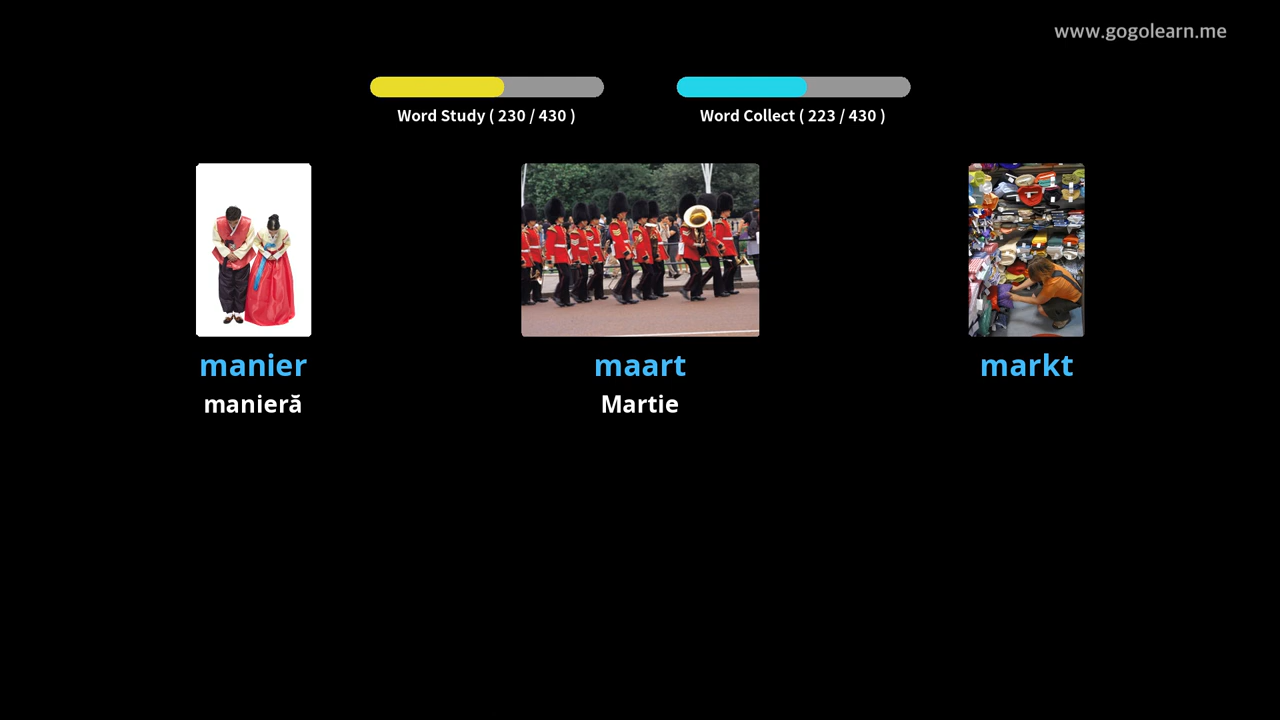 www.gogolearn.me
Word Study ( 230 / 430 )
Word Collect ( 223 / 430 )
manier
maart
markt
manieră
Martie